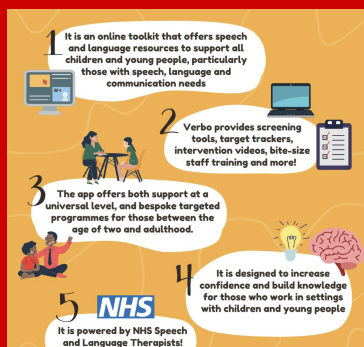 1
It is an online toolkit that offers speech
and language resources to support all
children and young people, particularly
those with speech, language and
communication needs
2
Verbo provides screening
tools, target trackers,
intervention videos, bite-size
staff training and more!
3
The app offers both support at a
universal level, and bespoke targeted
programmes for those between the
age of two and adulthood.
4
It is designed to increase
confidence and build knowledge
for those who work in settings
with children and young people
5
NHS
It is powered by NHS Speech
and Language Therapists!